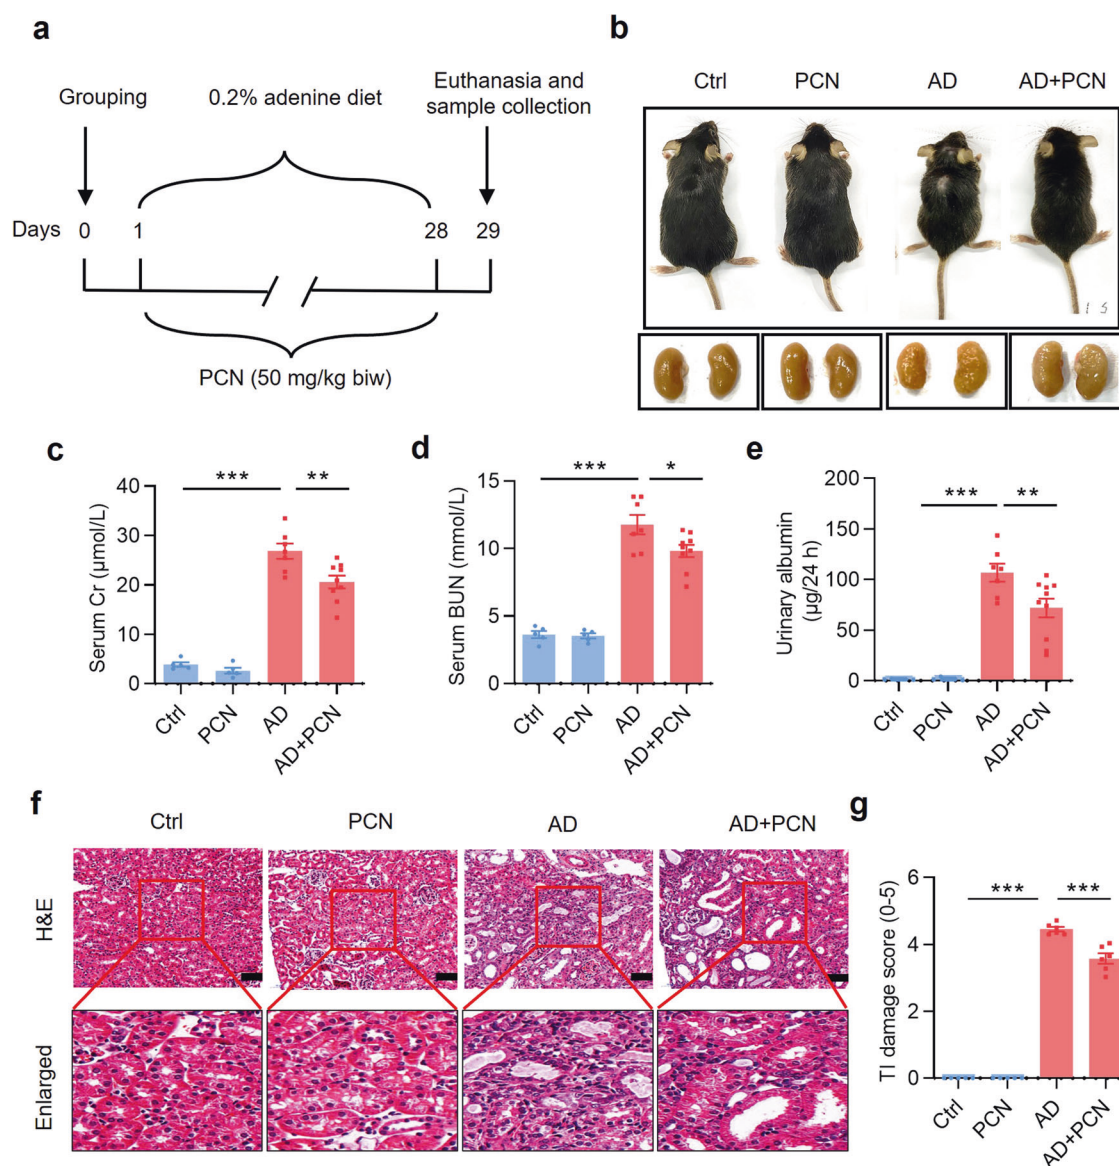 a
Grouping
0.2% adenine diet
Euthanasia and
sample collection
Days 0 1 28 29
PCN (50 mg/kg biw)
b
Ctrl PCN AD AD+PCN
c
Serum Cr (μmol/L)
40
30
20
10
0
*** **
Ctrl PCN AD AD+PCN
d
Serum BUN (mmol/L)
15
10
5
0
*** *
Ctrl PCN AD AD+PCN
e
Urinary albumin
(μg/24 h)
200
150
100
50
0
*** **
Ctrl PCN AD AD+PCN
f
Ctrl PCN AD AD+PCN
H&E
Enlarged
g
TI damage score (0-5)
6
4
2
0
*** ***
Ctrl PCN AD AD+PCN